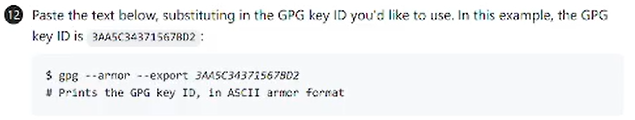 12 Paste the text below, substituting in the GPG key ID you'd like to use. In this example, the GPG
key ID is 3AA5C34371567BD2 :
$ gpg --armor --export 3AA5C34371567BD2
# Prints the GPG key ID, in ASCII armor format